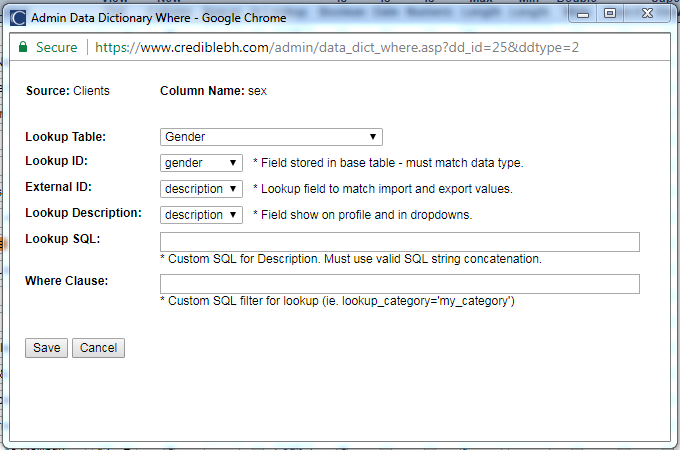 Admin Data Dictionary Where - Google Chrome
Secure https://www.crediblebh.com/admin/data_dict_where.asp?dd_id=25&ddtype=2
Source: Clients Column Name: sex
Lookup Table: Gender
Lookup ID: gender * Field stored in base table - must match data type.
External ID: description * Lookup field to match import and export values.
Lookup Description: description * Field show on profile and in dropdowns.
Lookup SQL:
* Custom SQL for Description. Must use valid SQL string concatenation.
Where Clause:
* Custom SQL filter for lookup (ie. lookup_category='my_category')
Save Cancel